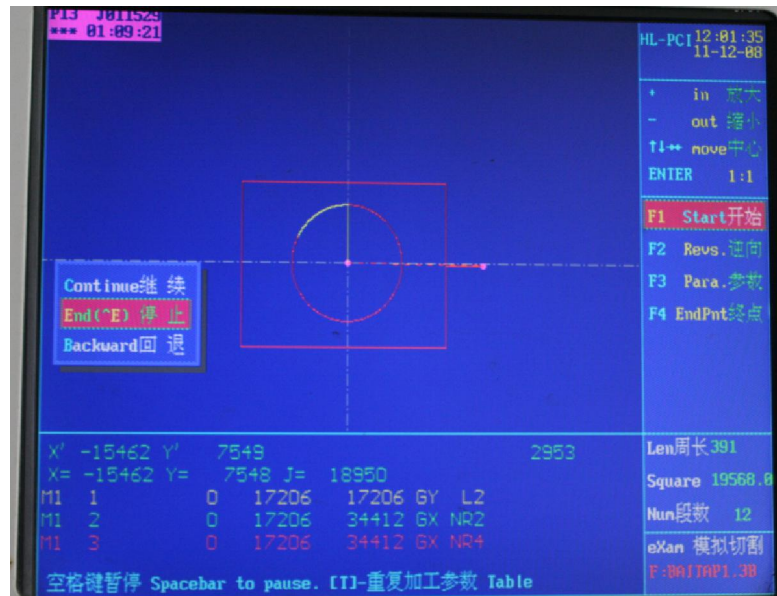 P13 J011529
*** 01:09:21
HL-PCI 12:01:35
11-12-08
+ in 放大
- out 缩小
↑↓↔ move中心
ENTER 1:1
F1 Start开始
F2 Revs.逆向
F3 Para.参数
F4 EndPnt终点
Continue继 续
End(^E) 停 止
Backward回 退
X' -15462 Y' 7549 2953
X= -15462 Y= 7548 J= 18950
M1 1 0 17206 17206 GY L2
M1 2 0 17206 34412 GX NR2
M1 3 0 17206 34412 GX NR4
空格键暂停 Spacebar to pause. [T]-重复加工参数 Table
Len周长391
Square 19568.0
Num段数 12
eXam 模拟切割
F:BAITAP1.3B